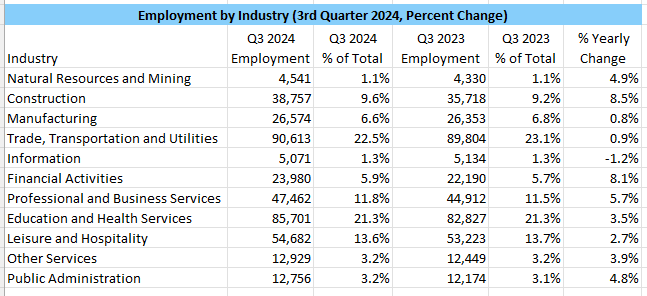 Employment by Industry (3rd Quarter 2024, Percent Change)
Q3 2024 Q3 2024 Q3 2023 Q3 2023 % Yearly
Industry Employment % of Total Employment % of Total Change
Natural Resources and Mining 4,541 1.1% 4,330 1.1% 4.9%
Construction 38,757 9.6% 35,718 9.2% 8.5%
Manufacturing 26,574 6.6% 26,353 6.8% 0.8%
Trade, Transportation and Utilities 90,613 22.5% 89,804 23.1% 0.9%
Information 5,071 1.3% 5,134 1.3% -1.2%
Financial Activities 23,980 5.9% 22,190 5.7% 8.1%
Professional and Business Services 47,462 11.8% 44,912 11.5% 5.7%
Education and Health Services 85,701 21.3% 82,827 21.3% 3.5%
Leisure and Hospitality 54,682 13.6% 53,223 13.7% 2.7%
Other Services 12,929 3.2% 12,449 3.2% 3.9%
Public Administration 12,756 3.2% 12,174 3.1% 4.8%